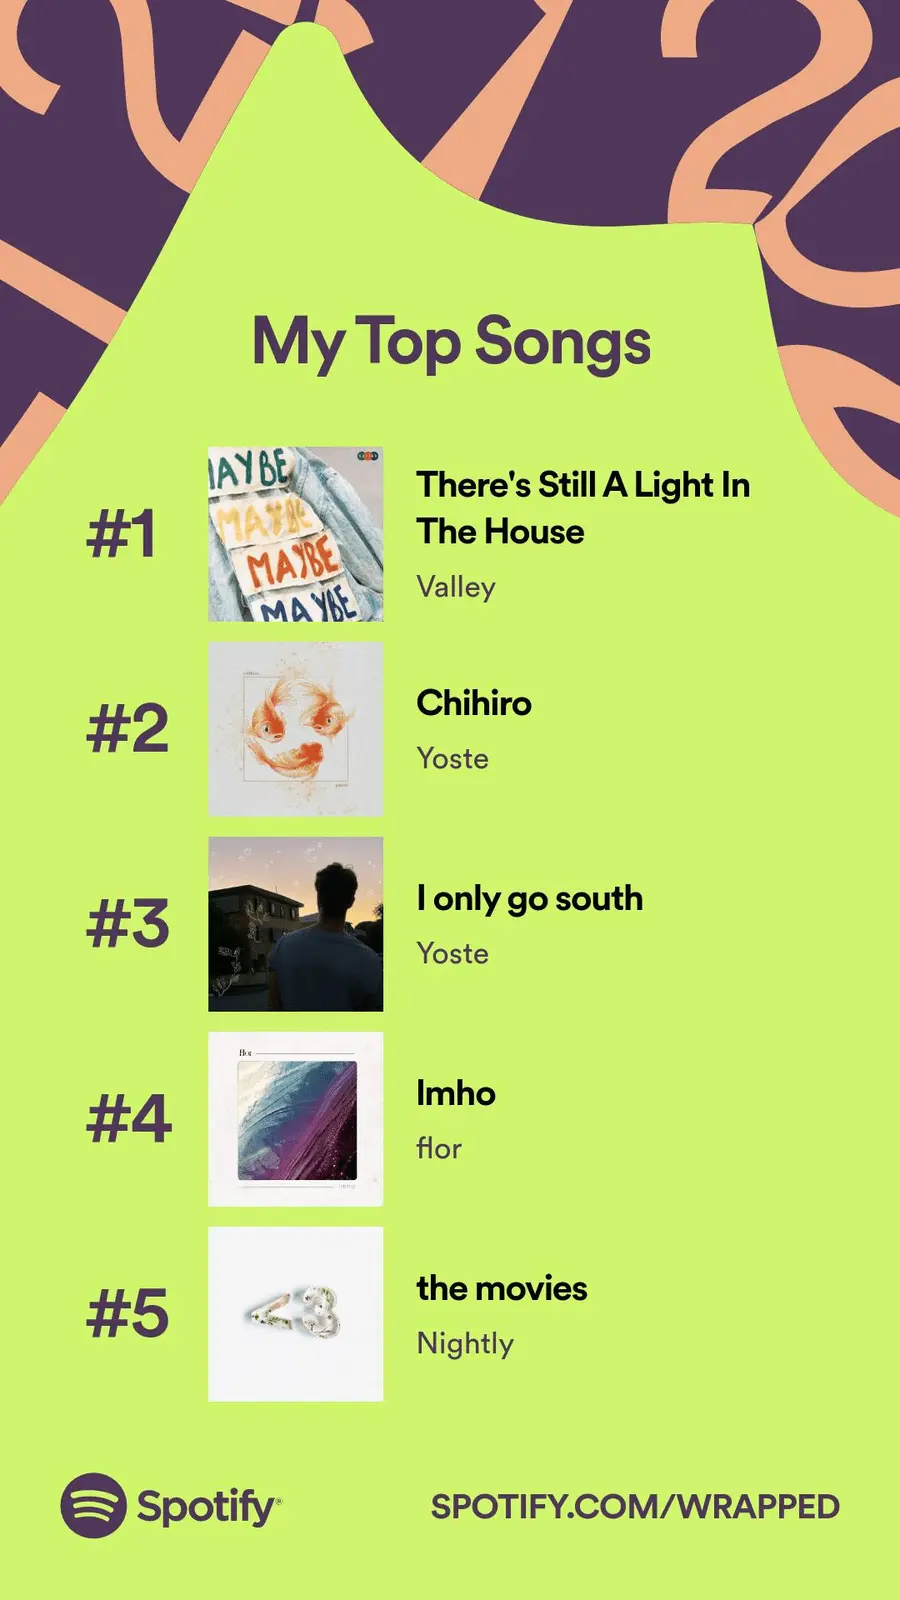 My Top Songs
#1
MAYBE
MAYBE
MAYBE
There's Still A Light In
The House
Valley
#2
Chihiro
Yoste
#3
I only go south
Yoste
#4
flor
Imho
flor
#5
<3
the movies
Nightly
Spotify®
SPOTIFY.COM/WRAPPED